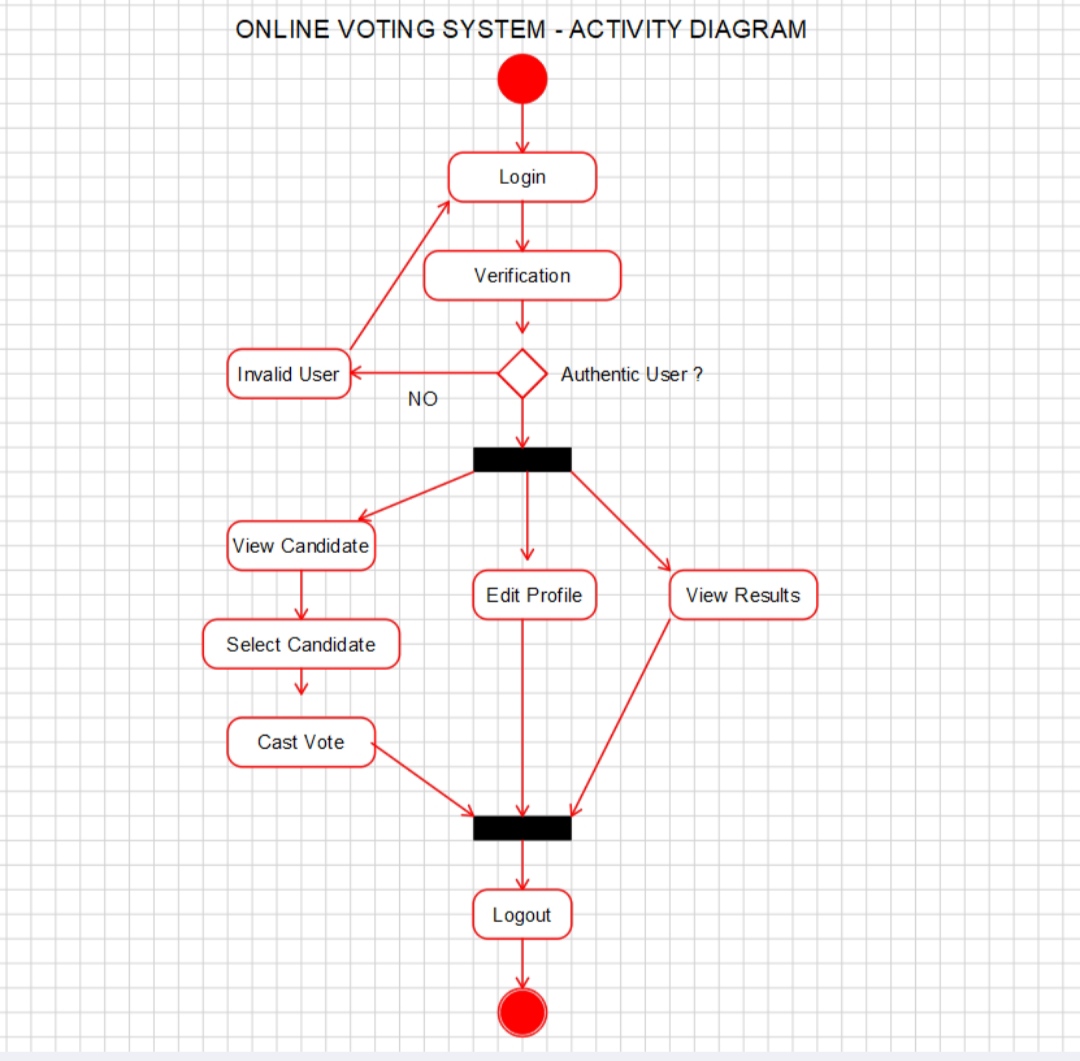 ONLINE VOTING SYSTEM - ACTIVITY DIAGRAM
Login
Verification
Invalid User
Authentic User ?
NO
View Candidate
Edit Profile
View Results
Select Candidate
Cast Vote
Logout